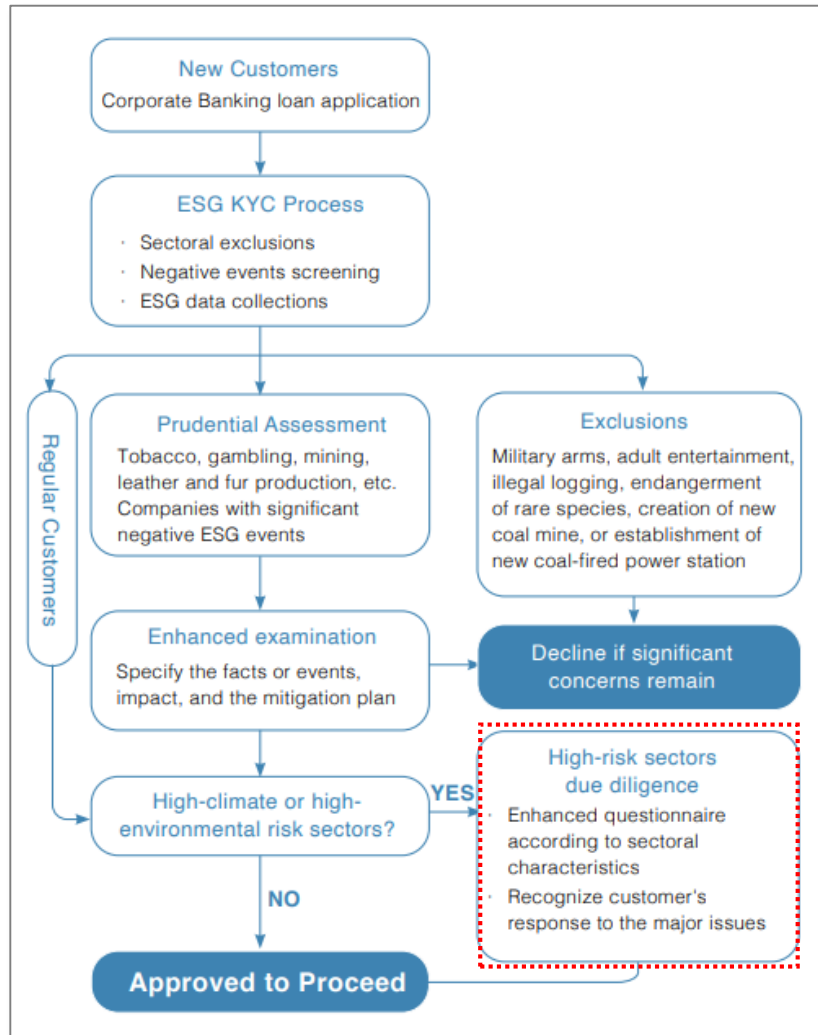 New Customers
Corporate Banking loan application
ESG KYC Process
· Sectoral exclusions
· Negative events screening
· ESG data collections
Regular Customers
Prudential Assessment
Tobacco, gambling, mining,
leather and fur production, etc.
Companies with significant
negative ESG events
Exclusions
Military arms, adult entertainment,
illegal logging, endangerment
of rare species, creation of new
coal mine, or establishment of
new coal-fired power station
Enhanced examination
Specify the facts or events,
impact, and the mitigation plan
Decline if significant
concerns remain
High-climate or high-
environmental risk sectors?
YES
High-risk sectors
due diligence
· Enhanced questionnaire
according to sectoral
characteristics
· Recognize customer's
response to the major issues
NO
Approved to Proceed